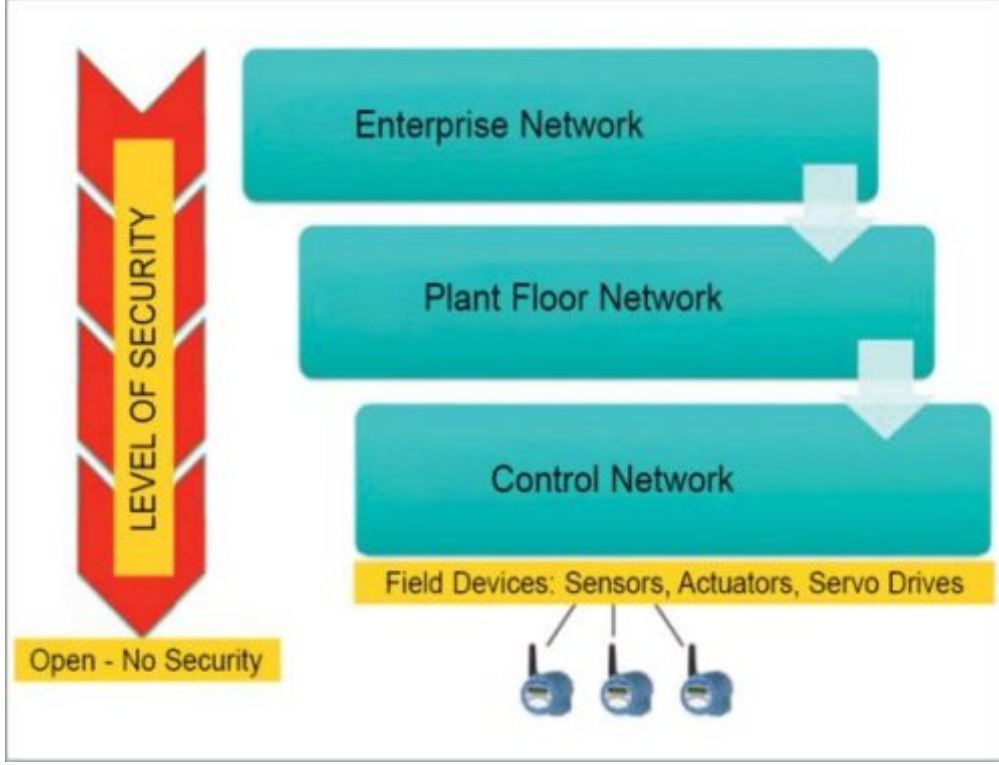 Enterprise Network
Plant Floor Network
Control Network
Field Devices: Sensors, Actuators, Servo Drives
LEVEL OF SECURITY
Open - No Security